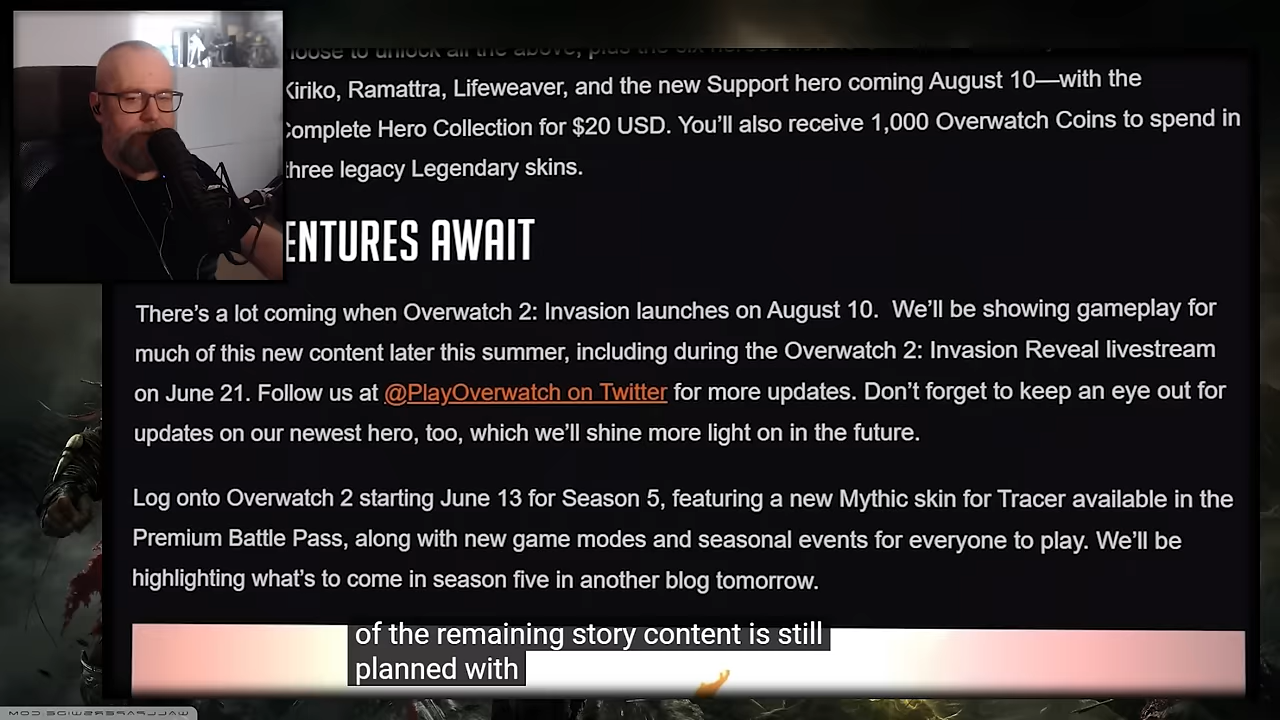 Kiriko, Ramattra, Lifeweaver, and the new Support hero coming August 10—with the
Complete Hero Collection for $20 USD. You’ll also receive 1,000 Overwatch Coins to spend in
three legacy Legendary skins.
ENTURES AWAIT
There’s a lot coming when Overwatch 2: Invasion launches on August 10. We’ll be showing gameplay for
much of this new content later this summer, including during the Overwatch 2: Invasion Reveal livestream
on June 21. Follow us at @PlayOverwatch on Twitter for more updates. Don’t forget to keep an eye out for
updates on our newest hero, too, which we’ll shine more light on in the future.
Log onto Overwatch 2 starting June 13 for Season 5, featuring a new Mythic skin for Tracer available in the
Premium Battle Pass, along with new game modes and seasonal events for everyone to play. We’ll be
highlighting what’s to come in season five in another blog tomorrow.
of the remaining story content is still
planned with